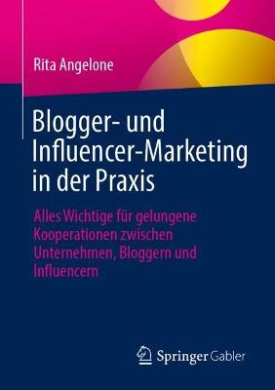 Rita Angelone
Blogger- und
Influencer-Marketing
in der Praxis
Alles Wichtige für gelungene
Kooperationen zwischen
Unternehmen, Bloggern und
Influencern
Springer Gabler